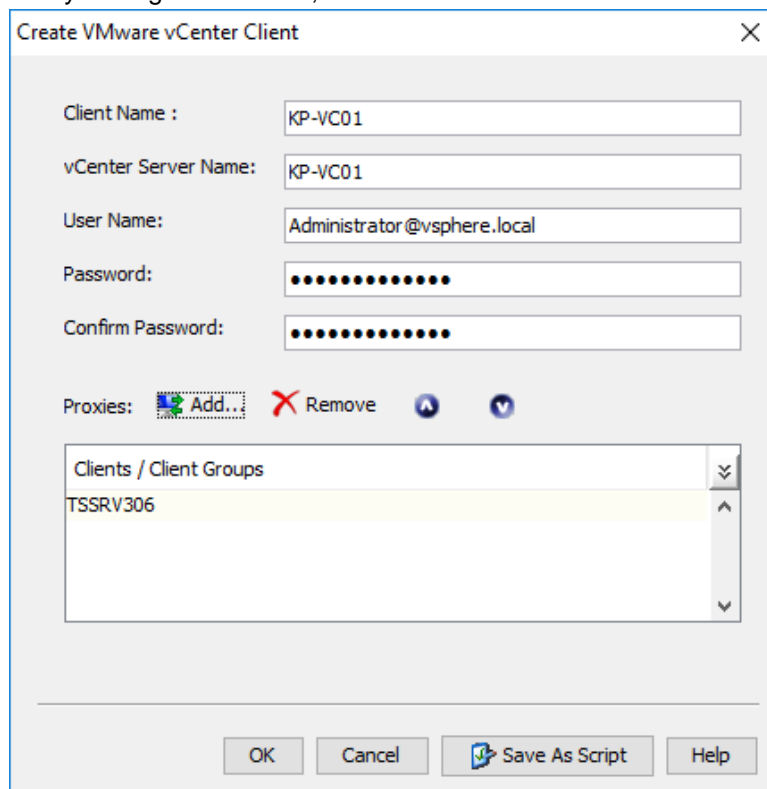 Create VMware vCenter Client
Client Name : KP-VC01
vCenter Server Name: KP-VC01
User Name: Administrator@vsphere.local
Password: •••••••••••••
Confirm Password: •••••••••••••
Proxies: Add... Remove
Clients / Client Groups
TSSRV306
OK Cancel Save As Script Help